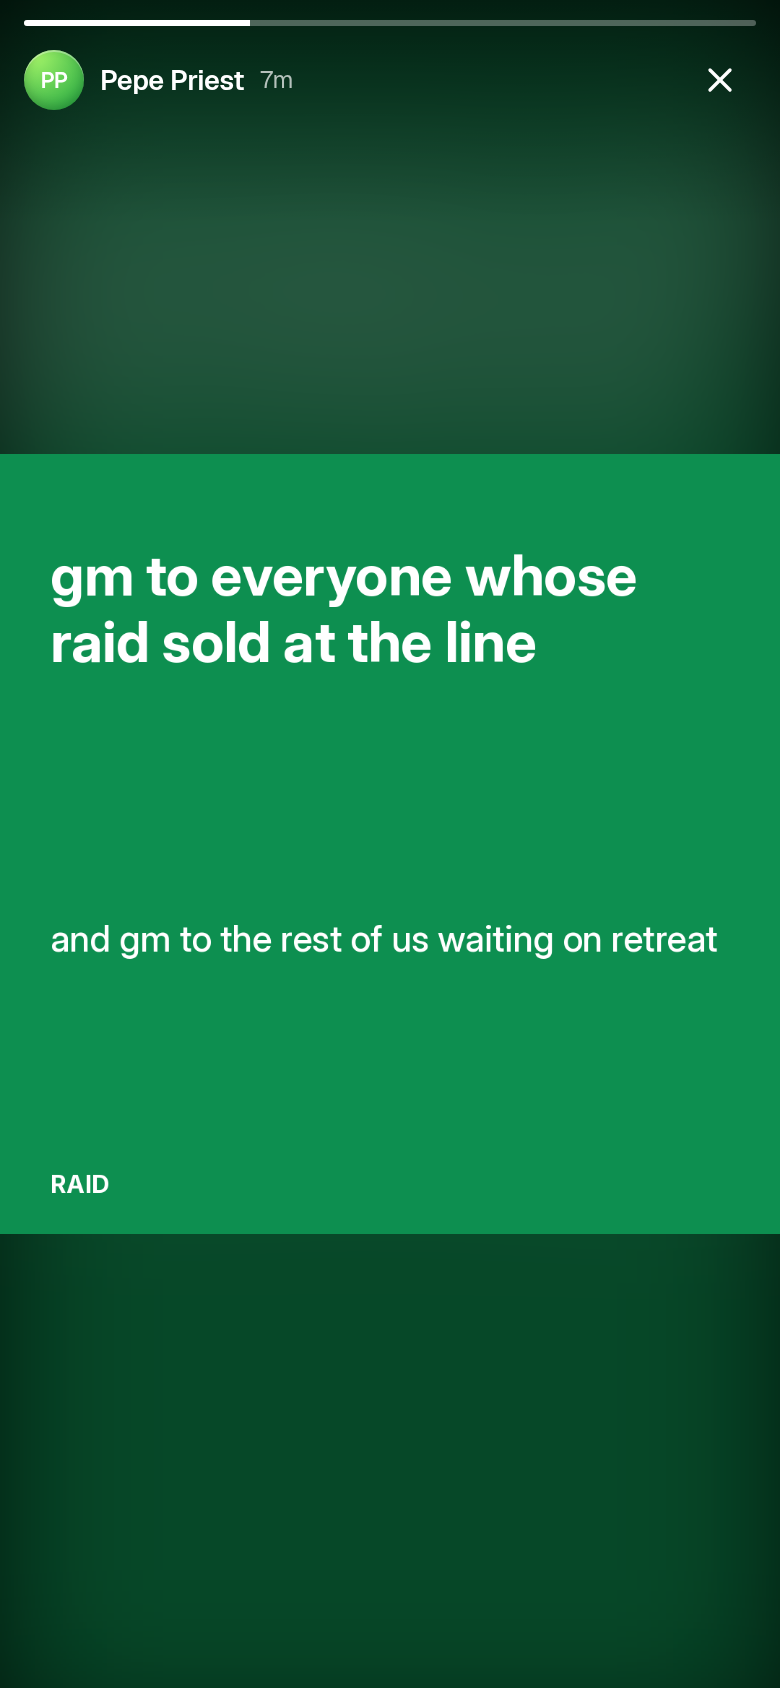 PP
Pepe Priest 7m
gm to everyone whose
raid sold at the line
and gm to the rest of us waiting on retreat
RAID